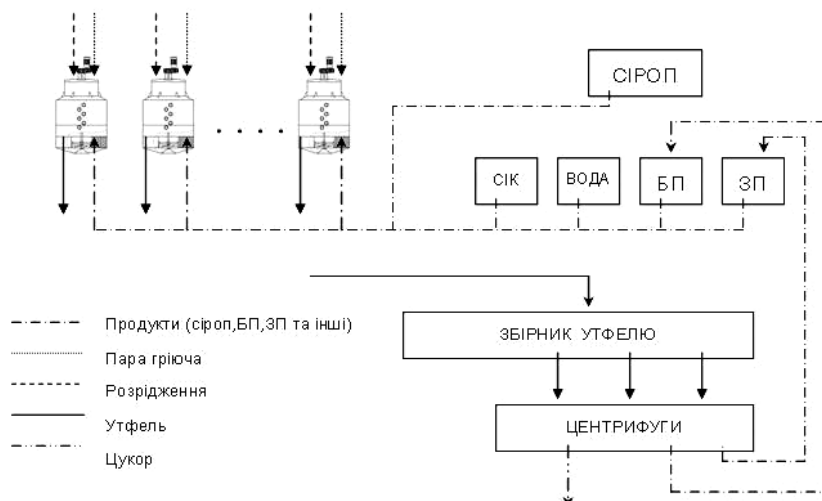 СІРОП
СІК
ВОДА
БП
ЗП
ЗБІРНИК УТФЕЛЮ
ЦЕНТРИФУГИ
Продукти (сіроп,БП,ЗП та інші)
Пара гріюча
Розрідження
Утфель
Цукор